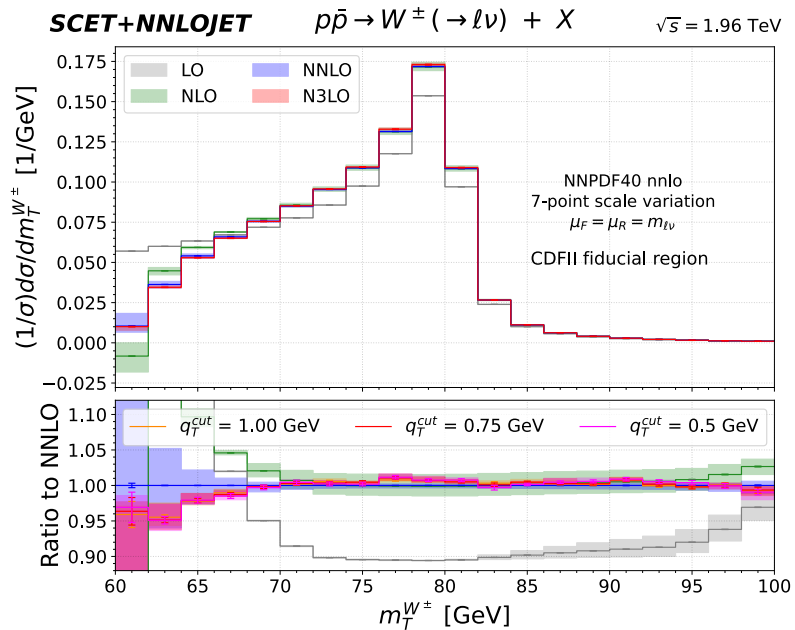 SCET+NNLOJET pp̄ → W± (→ ℓν) + X √s = 1.96 TeV
(1/σ)dσ/dm_T^{W±} [1/GeV]
0.175
0.150
0.125
0.100
0.075
0.050
0.025
0.000
−0.025
LO NNLO
NLO N3LO
NNPDF40 nnlo
7-point scale variation
μ_F = μ_R = m_{ℓν}
CDFII fiducial region
Ratio to NNLO
1.10
1.05
1.00
0.95
0.90
q_T^{cut} = 1.00 GeV q_T^{cut} = 0.75 GeV q_T^{cut} = 0.5 GeV
60 65 70 75 80 85 90 95 100
m_T^{W±} [GeV]